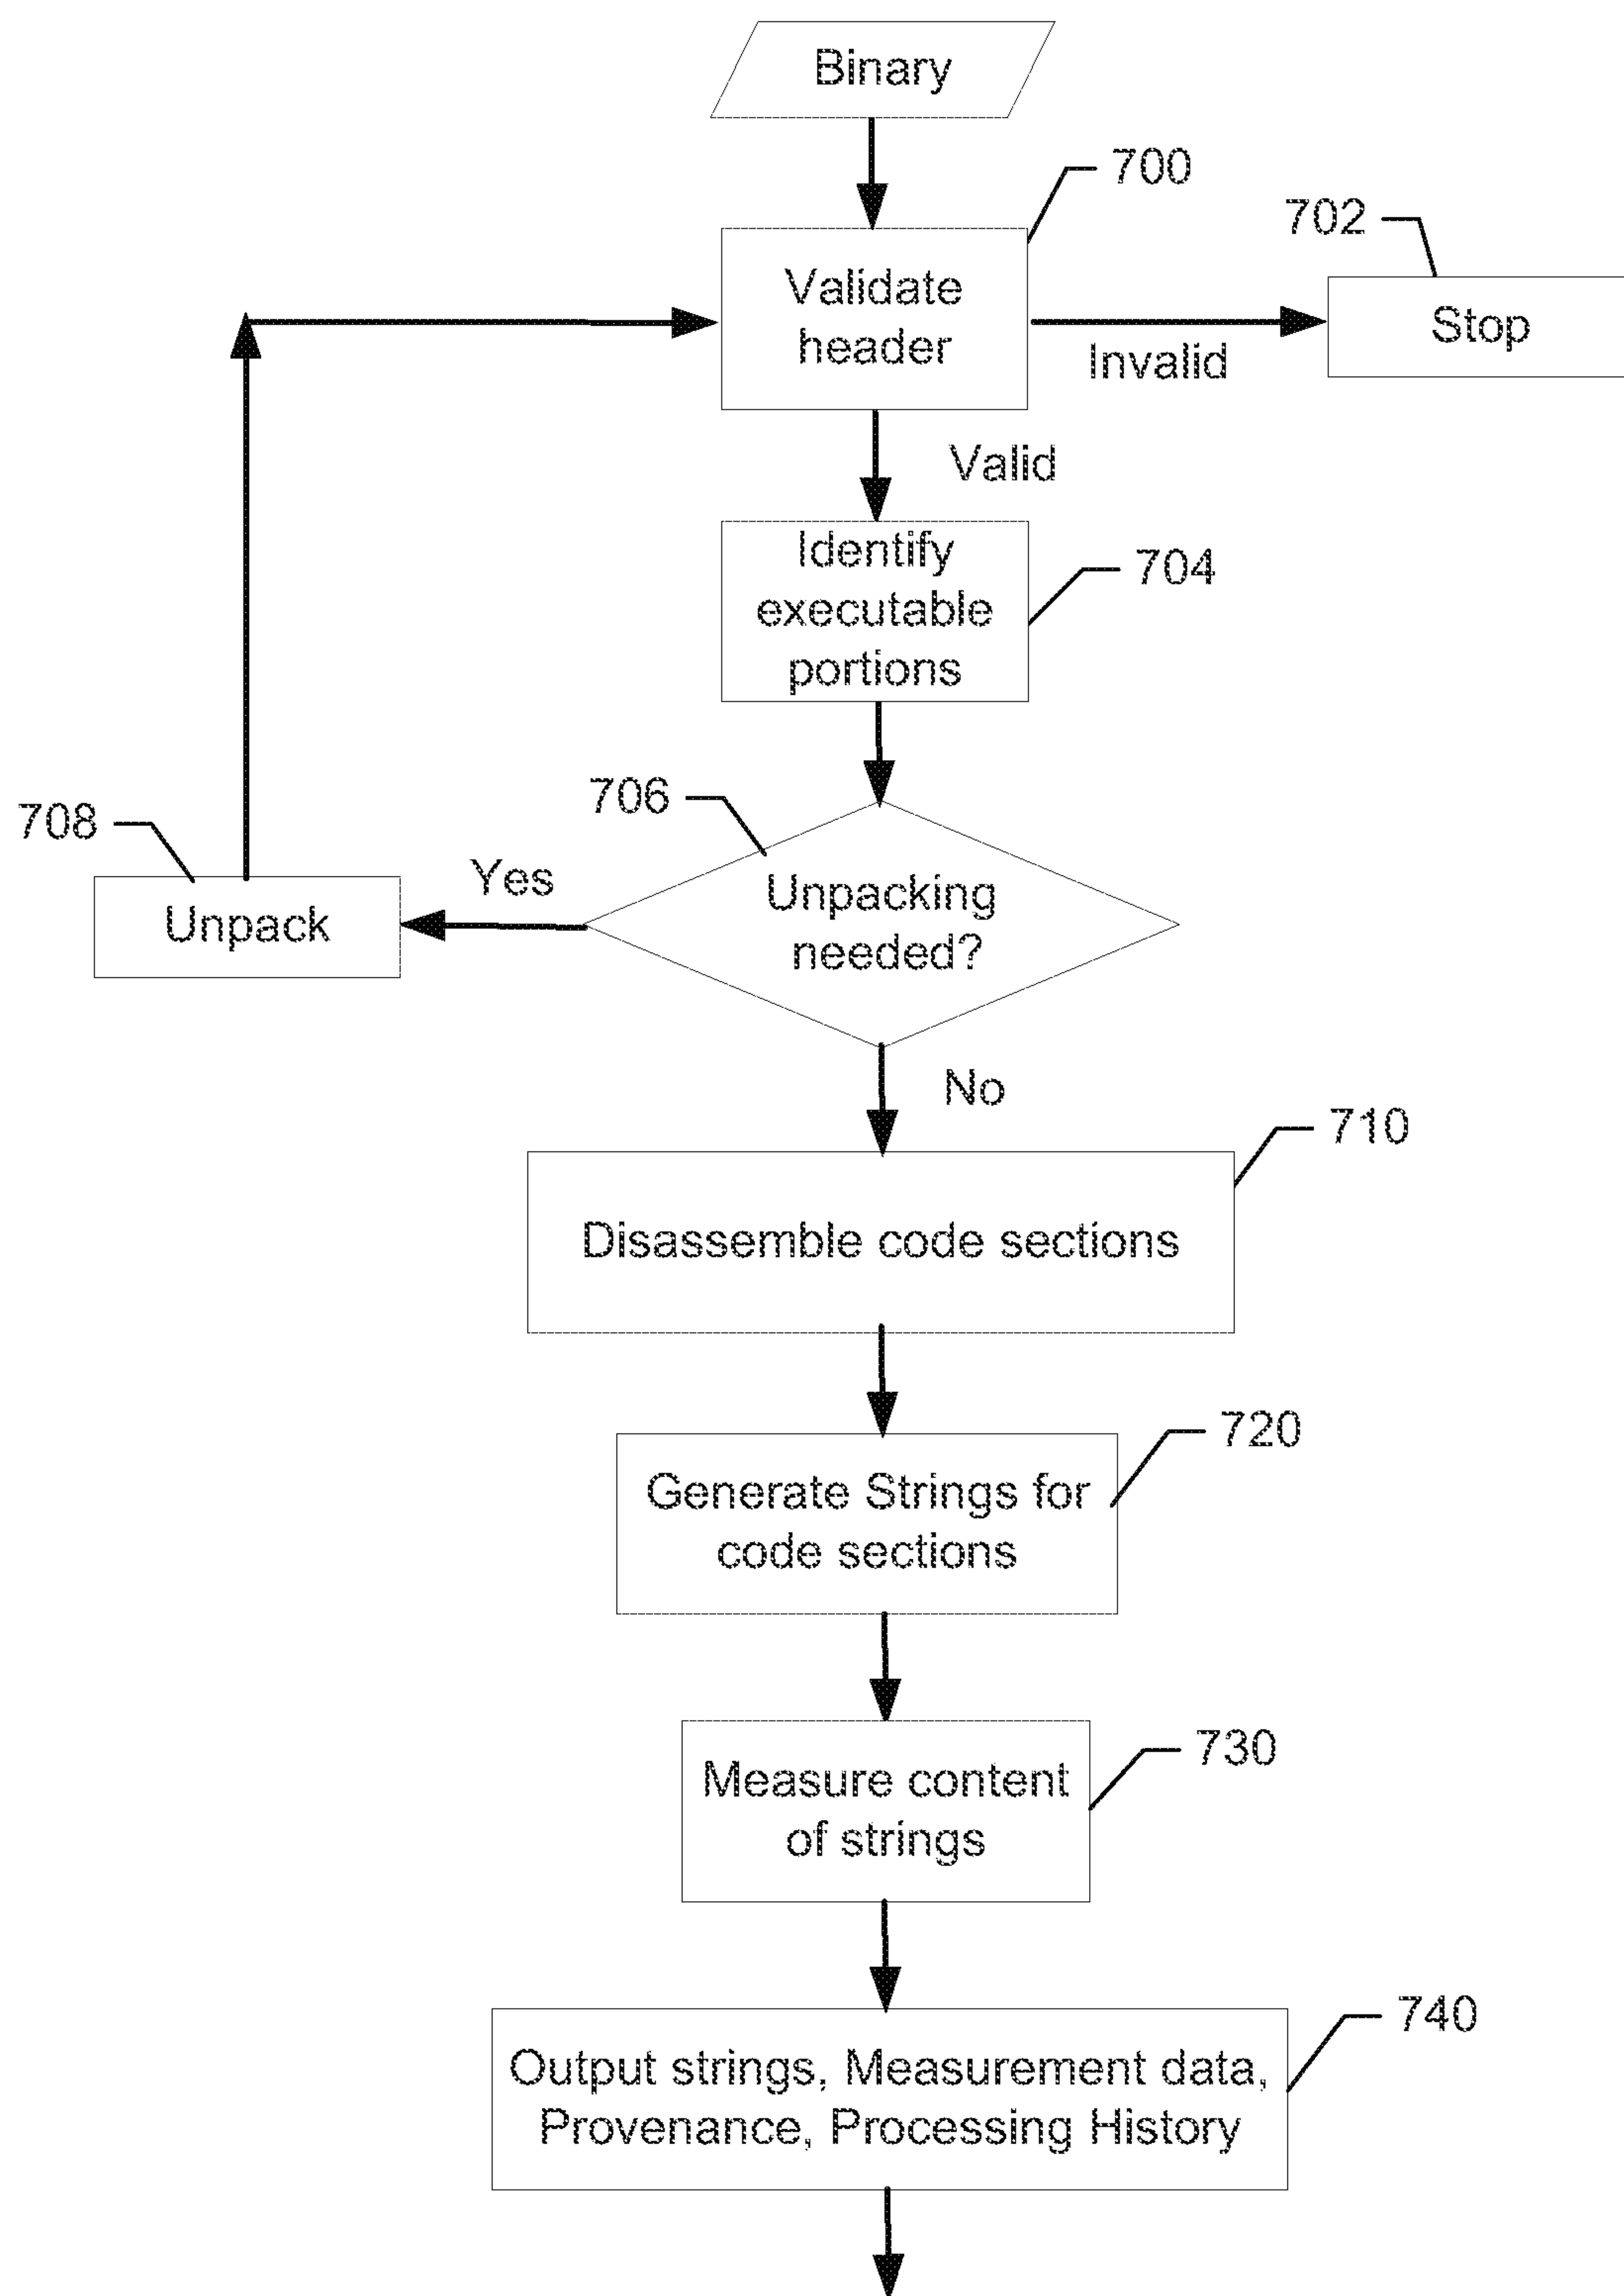 Binary
700
702
Validate
header
Stop
Invalid
Valid
Identify
executable
portions
704
706
708
Yes
Unpack
Unpacking
needed?
No
710
Disassemble code sections
720
Generate Strings for
code sections
730
Measure content
of strings
740
Output strings, Measurement data,
Provenance, Processing History